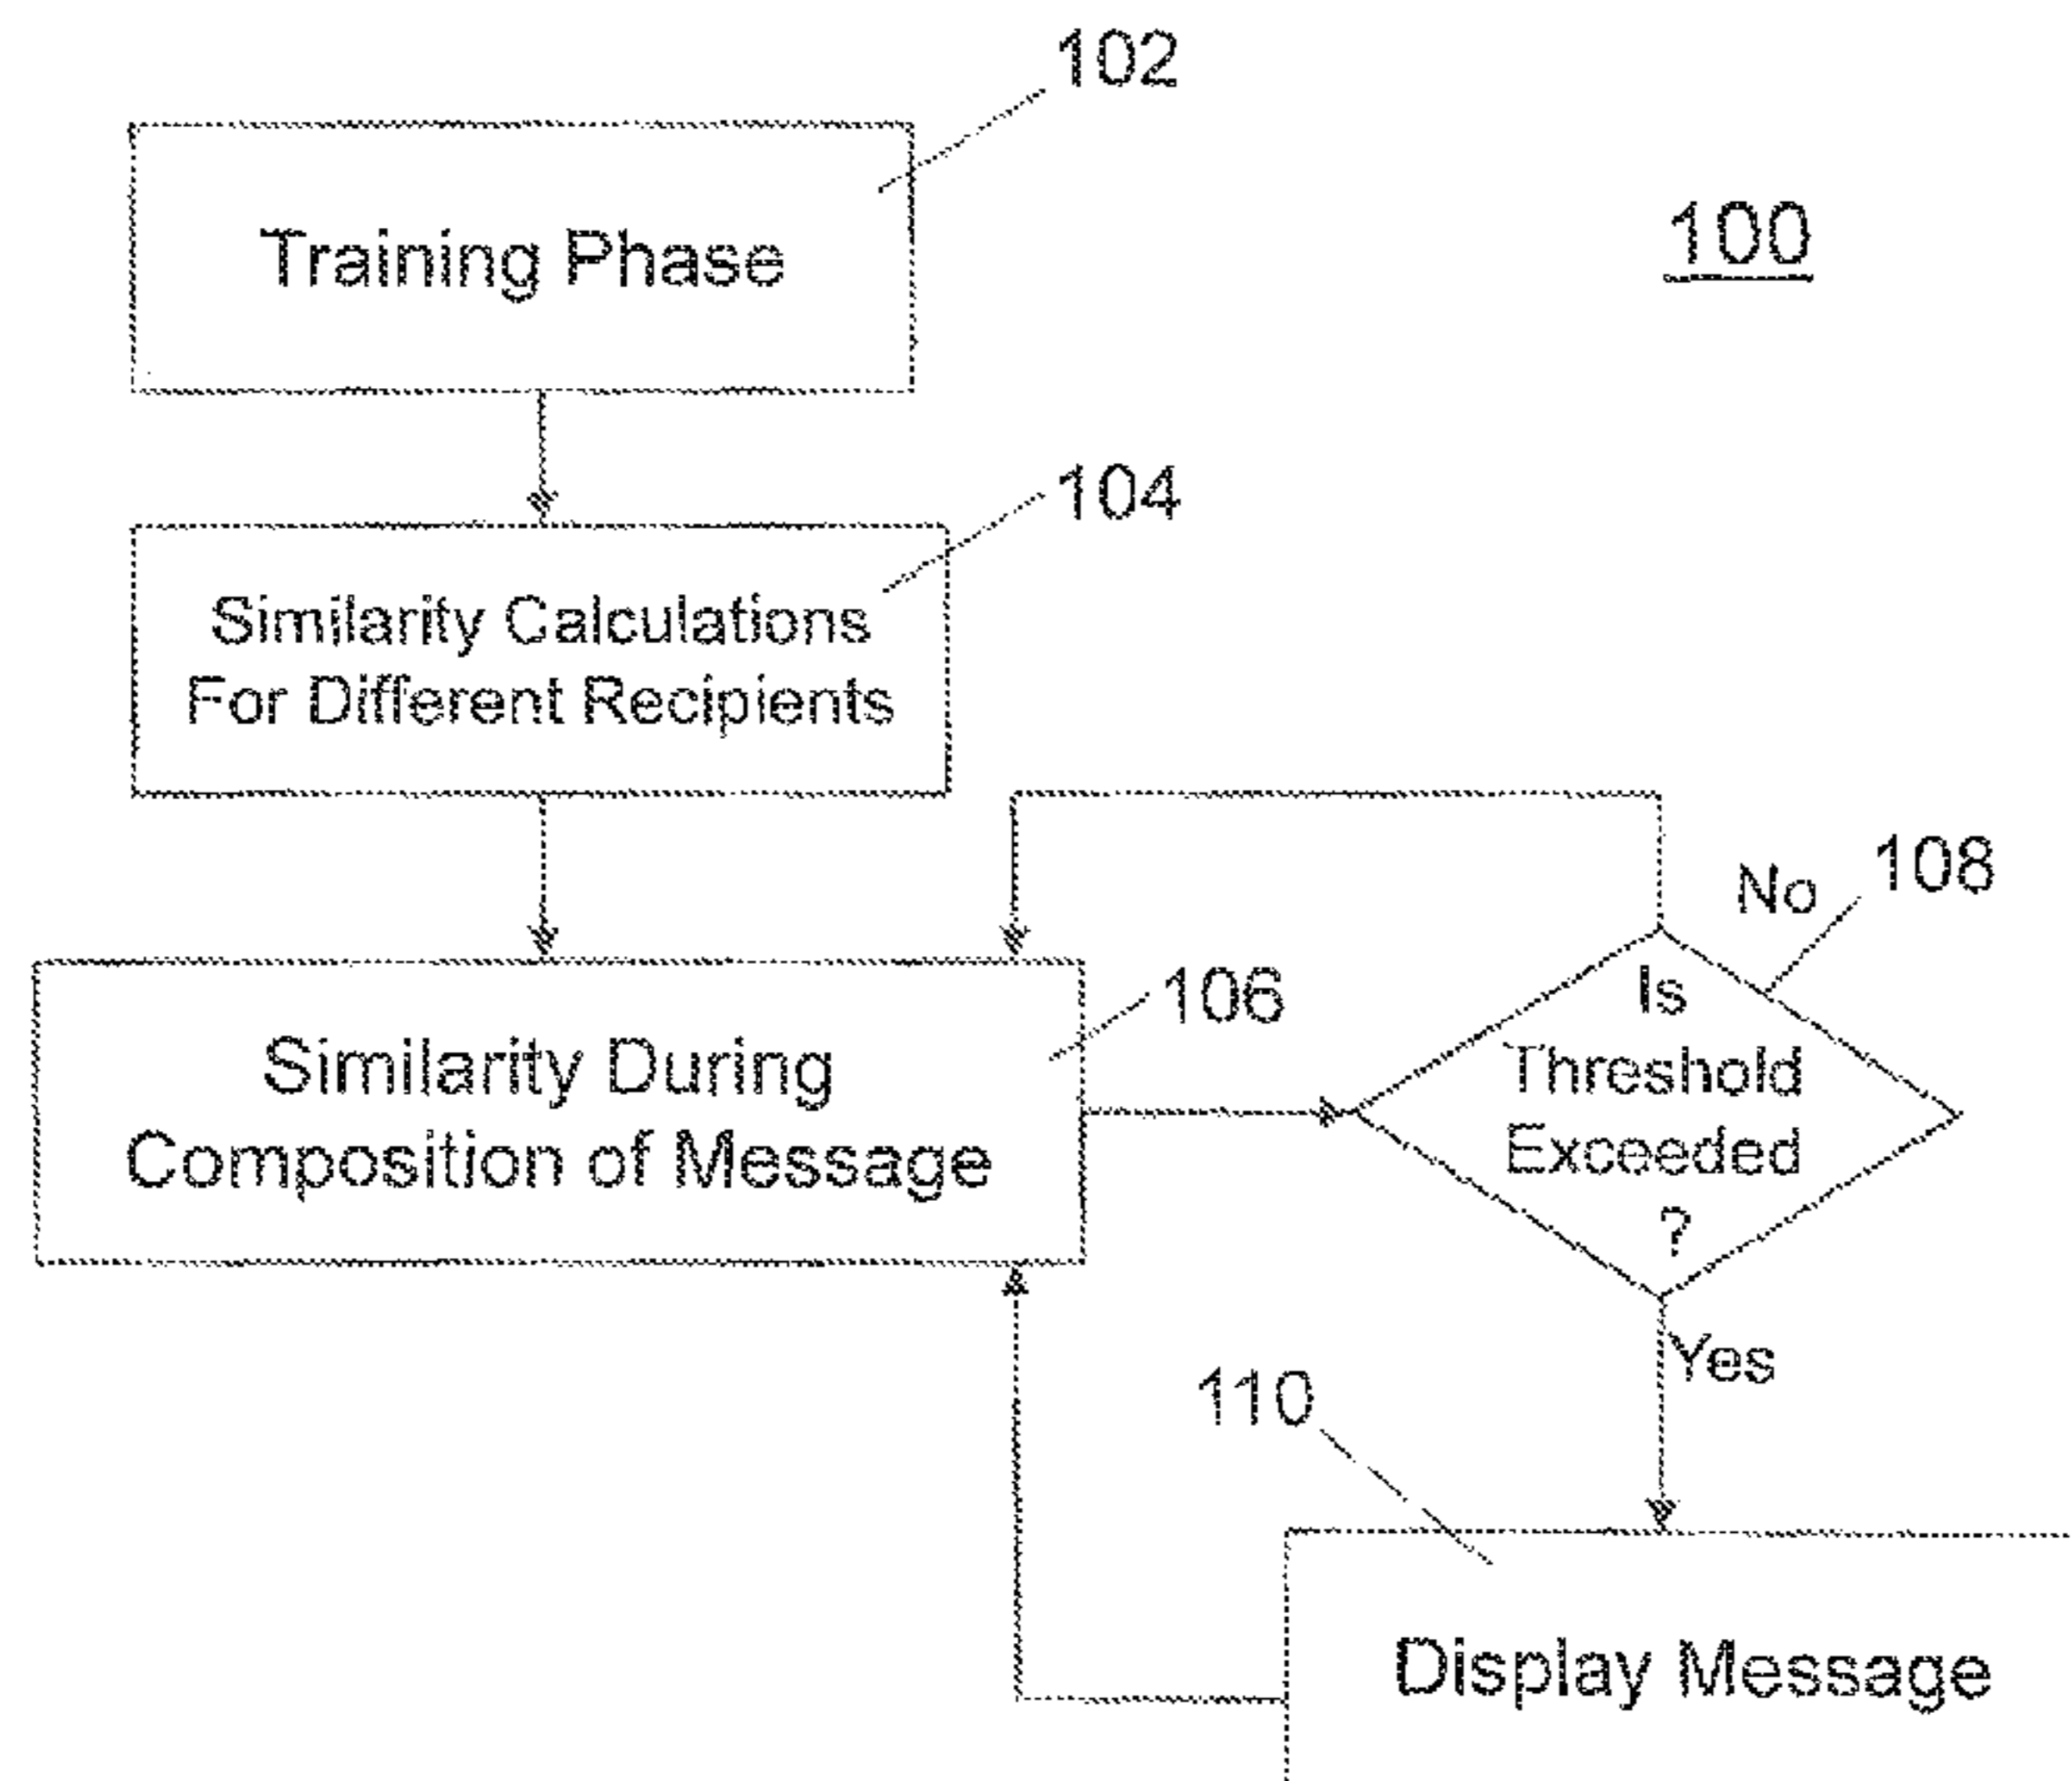 102
100
Training Phase
104
Similarity Calculations
For Different Recipients
No
108
106
Similarity During
Composition of Message
Is
Threshold
Exceeded
?
Yes
110
Display Message